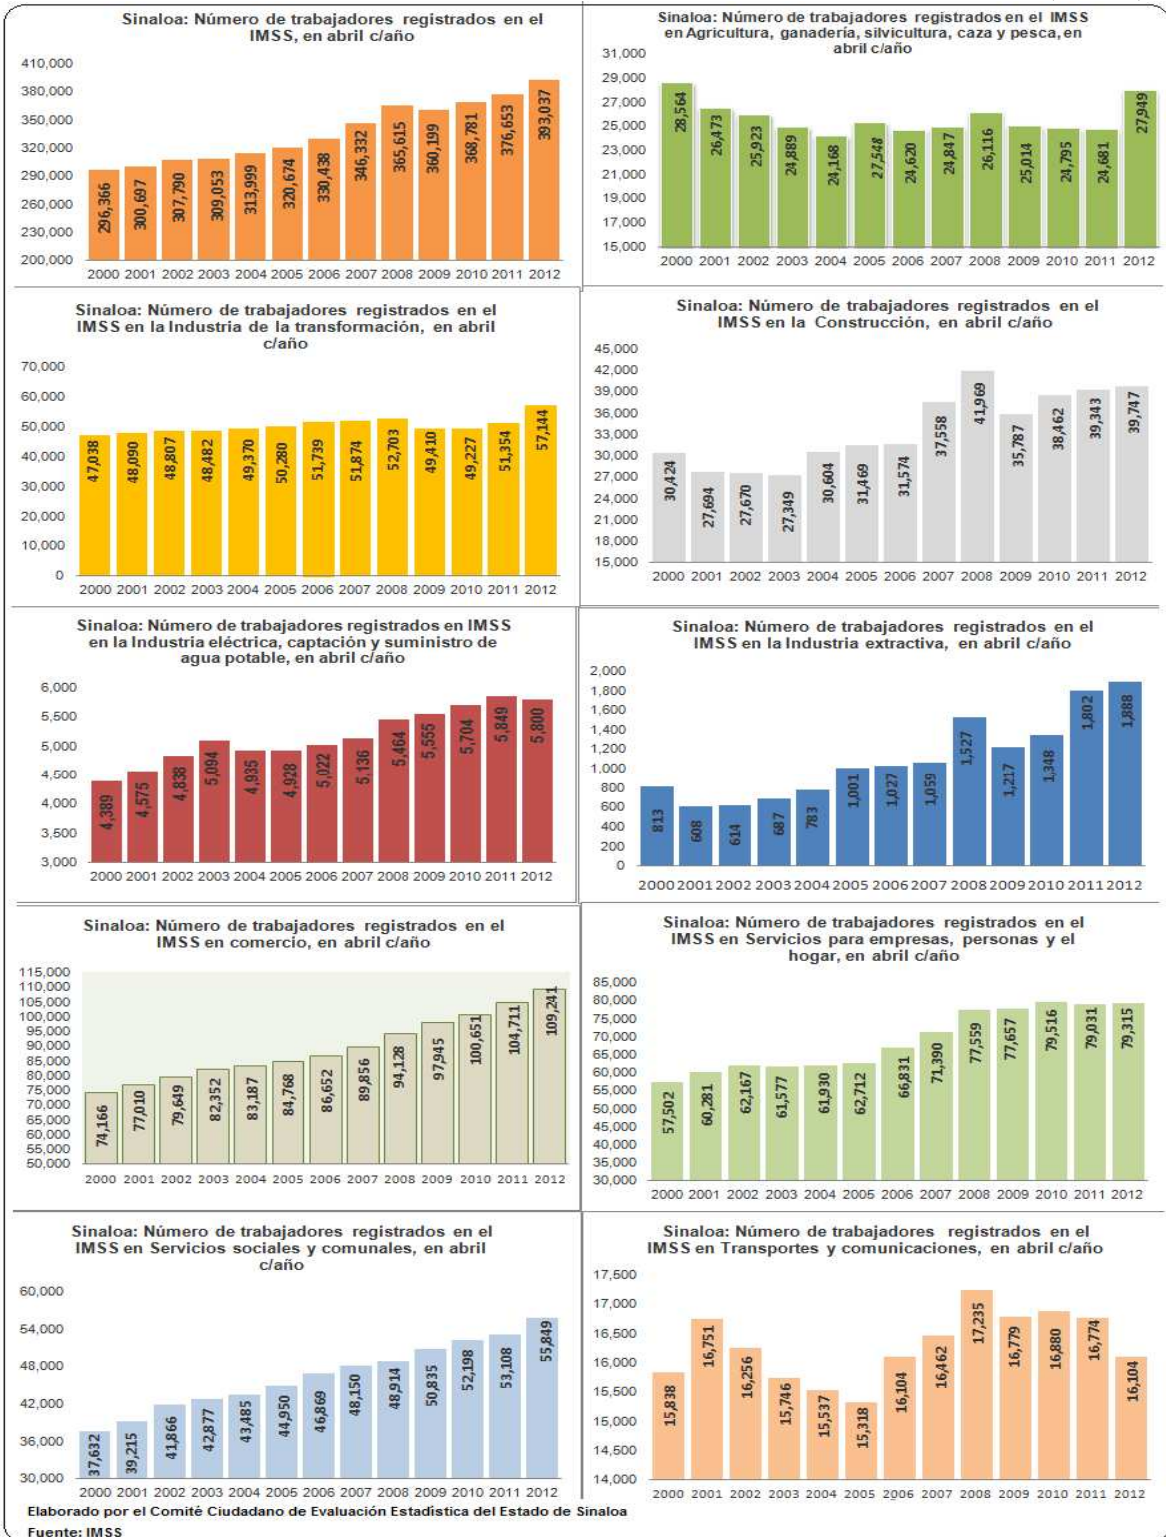 Sinaloa: Número de trabajadores registrados en el
IMSS, en abril c/año
410,000
380,000
350,000
320,000
290,000
260,000
230,000
200,000
296,366 300,697 307,790 309,053 313,999 320,674 330,438 346,332 365,615 360,199 368,781 376,653 393,037
2000 2001 2002 2003 2004 2005 2006 2007 2008 2009 2010 2011 2012
Sinaloa: Número de trabajadores registrados en el IMSS
en Agricultura, ganadería, silvicultura, caza y pesca, en
abril c/año
31,000
29,000
27,000
25,000
23,000
21,000
19,000
17,000
15,000
28,564 26,473 25,923 24,889 24,168 27,548 24,620 24,847 26,116 25,014 24,795 24,681 27,949
2000 2001 2002 2003 2004 2005 2006 2007 2008 2009 2010 2011 2012
Sinaloa: Número de trabajadores registrados en el
IMSS en la Industria de la transformación, en abril
c/año
70,000
60,000
50,000
40,000
30,000
20,000
10,000
0
47,038 48,090 48,807 48,482 49,370 50,280 51,739 51,874 52,703 49,410 49,227 51,354 57,144
2000 2001 2002 2003 2004 2005 2006 2007 2008 2009 2010 2011 2012
Sinaloa: Número de trabajadores registrados en el
IMSS en la Construcción, en abril c/año
45,000
42,000
39,000
36,000
33,000
30,000
27,000
24,000
21,000
18,000
15,000
30,424 27,694 27,670 27,349 30,604 31,469 31,574 37,558 41,969 35,787 38,462 39,343 39,747
2000 2001 2002 2003 2004 2005 2006 2007 2008 2009 2010 2011 2012
Sinaloa: Número de trabajadores registrados en IMSS
en la Industria eléctrica, captación y suministro de
agua potable, en abril c/año
6,000
5,500
5,000
4,500
4,000
3,500
3,000
4,389 4,575 4,838 5,094 4,935 4,928 5,022 5,136 5,464 5,555 5,704 5,849 5,800
2000 2001 2002 2003 2004 2005 2006 2007 2008 2009 2010 2011 2012
Sinaloa: Número de trabajadores registrados en el
IMSS en la Industria extractiva, en abril c/año
2,000
1,800
1,600
1,400
1,200
1,000
800
600
400
200
0
813 608 614 687 783 1,001 1,027 1,059 1,527 1,217 1,348 1,802 1,888
2000 2001 2002 2003 2004 2005 2006 2007 2008 2009 2010 2011 2012
Sinaloa: Número de trabajadores registrados en el
IMSS en comercio, en abril c/año
115,000
110,000
105,000
100,000
95,000
90,000
85,000
80,000
75,000
70,000
65,000
60,000
55,000
50,000
74,166 77,010 79,649 82,352 83,187 84,768 86,652 89,856 94,128 97,945 100,651 104,711 109,241
2000 2001 2002 2003 2004 2005 2006 2007 2008 2009 2010 2011 2012
Sinaloa: Número de trabajadores registrados en el
IMSS en Servicios para empresas, personas y el
hogar, en abril c/año
85,000
80,000
75,000
70,000
65,000
60,000
55,000
50,000
45,000
40,000
35,000
30,000
57,502 60,281 62,167 61,577 61,930 62,712 66,831 71,390 77,559 77,657 79,516 79,031 79,315
2000 2001 2002 2003 2004 2005 2006 2007 2008 2009 2010 2011 2012
Sinaloa: Número de trabajadores registrados en el
IMSS en Servicios sociales y comunales, en abril
c/año
60,000
54,000
48,000
42,000
36,000
30,000
37,632 39,215 41,866 42,877 43,485 44,950 46,869 48,150 48,914 50,835 52,198 53,108 55,849
2000 2001 2002 2003 2004 2005 2006 2007 2008 2009 2010 2011 2012
Sinaloa: Número de trabajadores registrados en el
IMSS en Transportes y comunicaciones, en abril c/año
17,500
17,000
16,500
16,000
15,500
15,000
14,500
14,000
15,838 16,751 16,256 15,746 15,537 15,318 16,104 16,462 17,235 16,779 16,880 16,774 16,104
2000 2001 2002 2003 2004 2005 2006 2007 2008 2009 2010 2011 2012
Elaborado por el Comité Ciudadano de Evaluación Estadística del Estado de Sinaloa
Fuente: IMSS